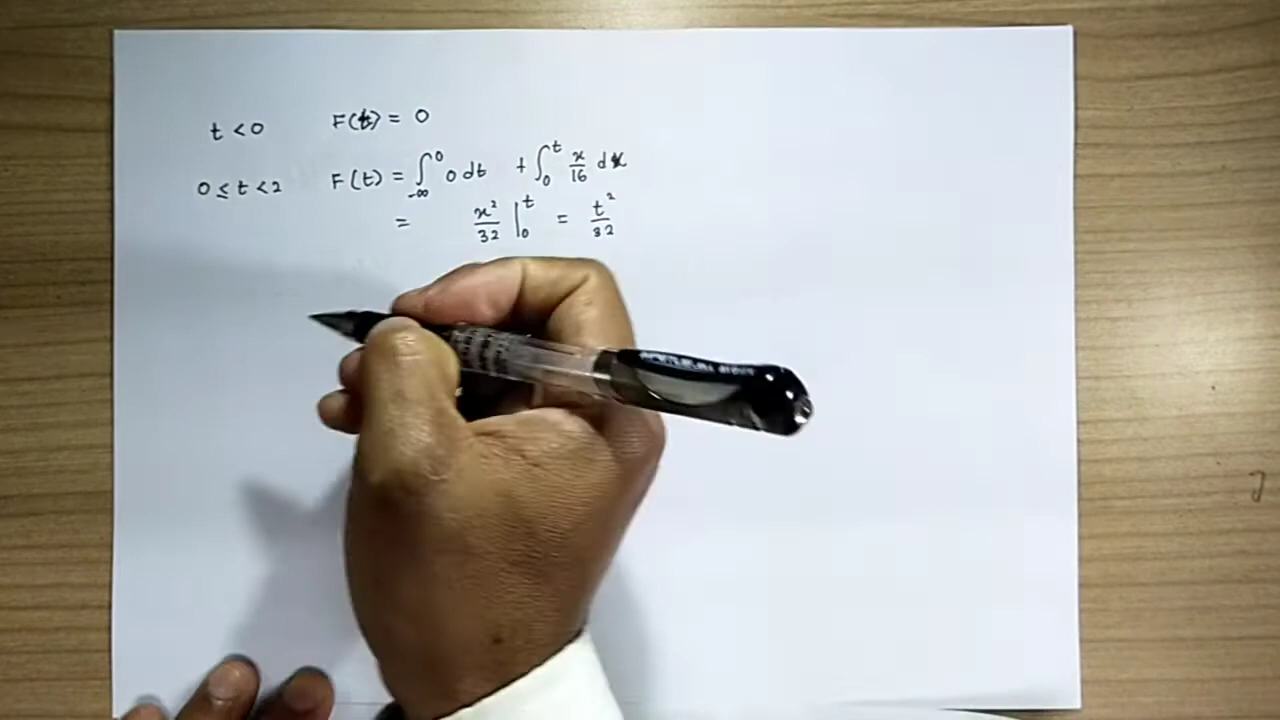 t < 0 F(t) = 0
0 ≤ t < 2 F(t) = ∫_{-∞}^{0} 0 dt + ∫_{0}^{t} x/16 dx
= x²/32 |_{0}^{t} = t²/32